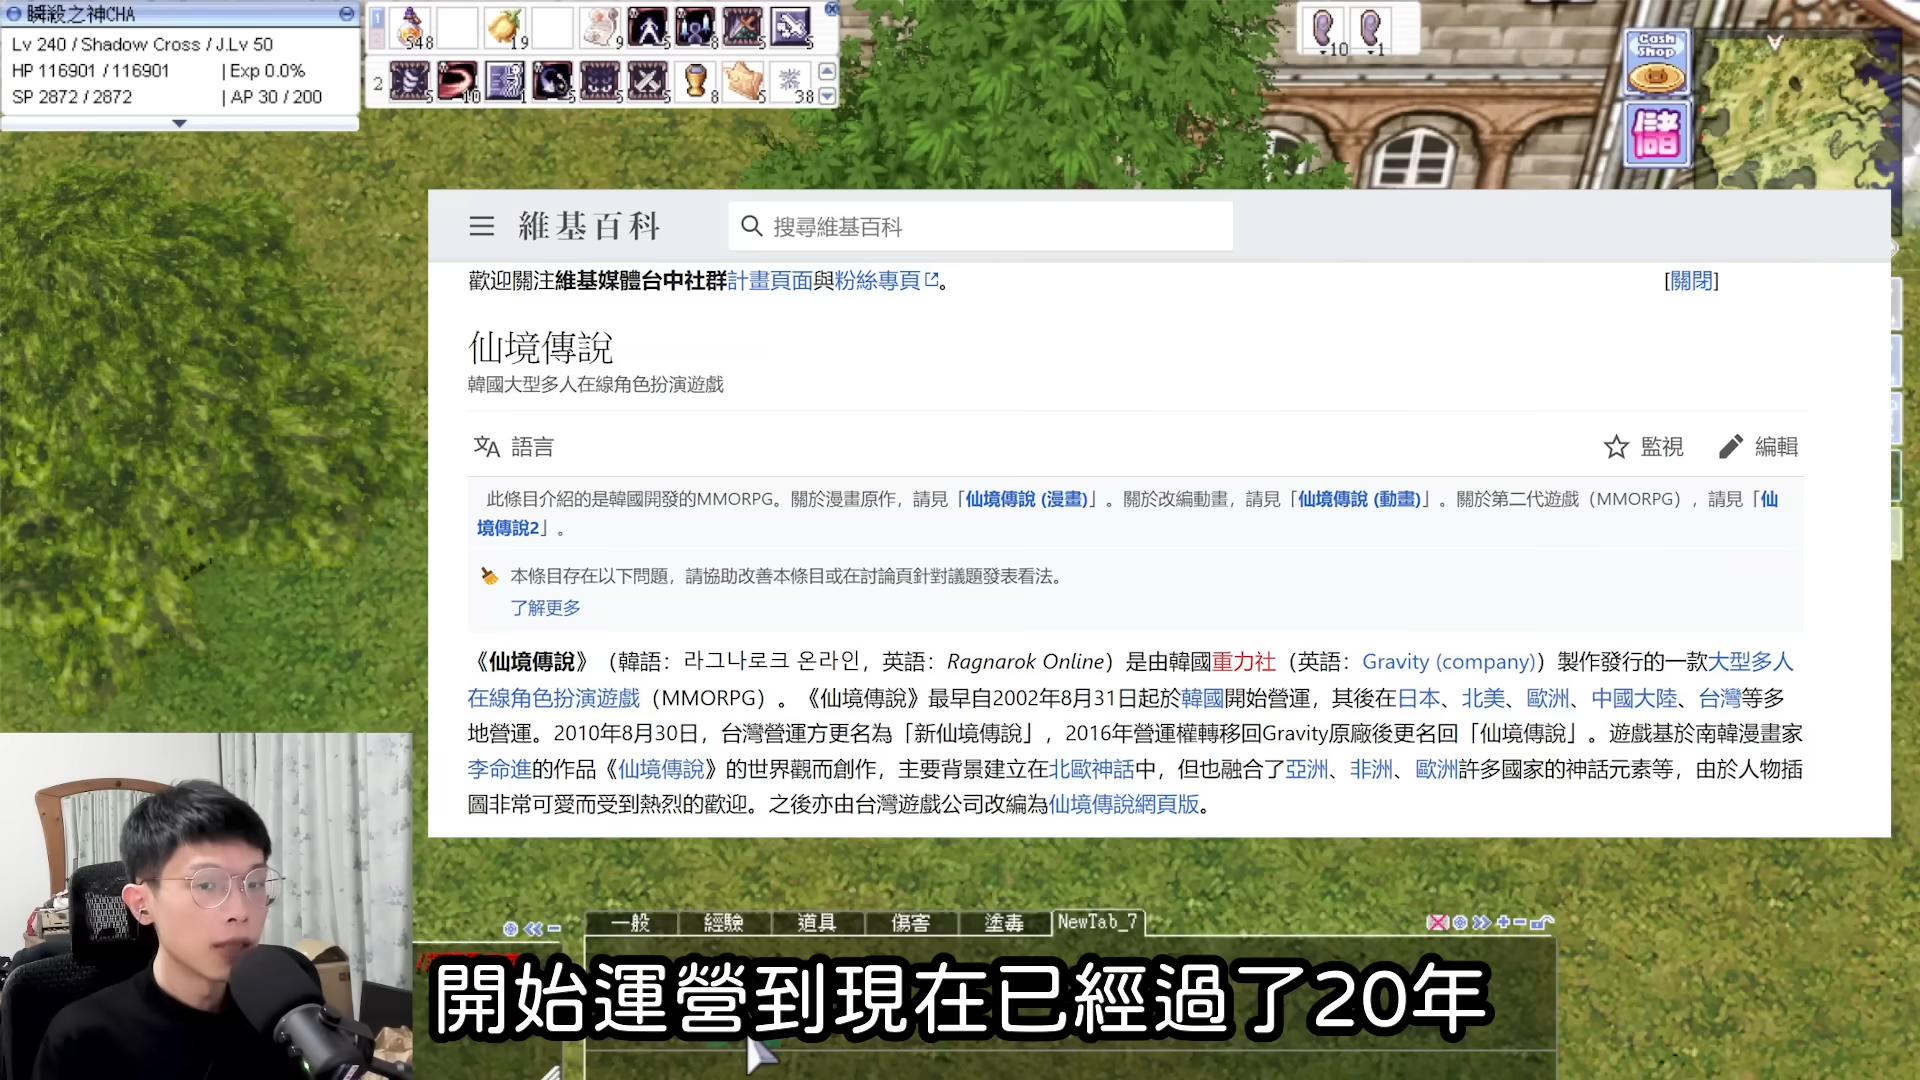 瞬殺之神CHA
Lv 240 / Shadow Cross / J.Lv 50
HP 116901 / 116901 | Exp 0.0%
SP 2872 / 2872 | AP 30 / 200
1
548
19
9
5
8
5
5
2
5
10
1
5
5
5
8
5
38
10
1
Cash Shop
儲
維基百科
搜尋維基百科
歡迎關注維基媒體台中社群計畫頁面與粉絲專頁。
[關閉]
仙境傳說
韓國大型多人在線角色扮演遊戲
語言
監視
編輯
此條目介紹的是韓國開發的MMORPG。關於漫畫原作，請見「仙境傳說 (漫畫)」。關於改編動畫，請見「仙境傳說 (動畫)」。關於第二代遊戲（MMORPG），請見「仙
境傳說2」。
本條目存在以下問題，請協助改善本條目或在討論頁針對議題發表看法。
了解更多
《仙境傳說》（韓語：라그나로크 온라인，英語：Ragnarok Online）是由韓國重力社（英語：Gravity (company)）製作發行的一款大型多人
在線角色扮演遊戲（MMORPG）。《仙境傳說》最早自2002年8月31日起於韓國開始營運，其後在日本、北美、歐洲、中國大陸、台灣等多
地營運。2010年8月30日，台灣營運方更名為「新仙境傳說」，2016年營運權轉移回Gravity原廠後更名回「仙境傳說」。遊戲基於南韓漫畫家
李命進的作品《仙境傳說》的世界觀而創作，主要背景建立在北歐神話中，但也融合了亞洲、非洲、歐洲許多國家的神話元素等，由於人物插
圖非常可愛而受到熱烈的歡迎。之後亦由台灣遊戲公司改編為仙境傳說網頁版。
一般
經驗
道具
傷害
塗毒
NewTab_7
開始運營到現在已經過了20年